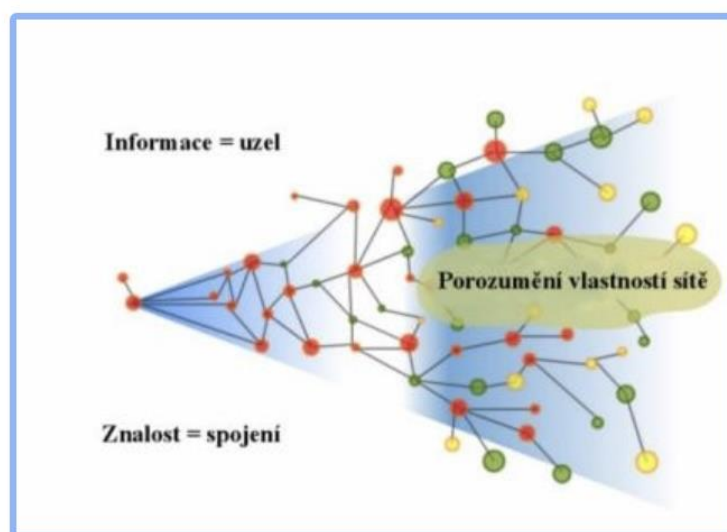 Informace = uzel
Porozumění vlastností sítě
Znalost = spojení